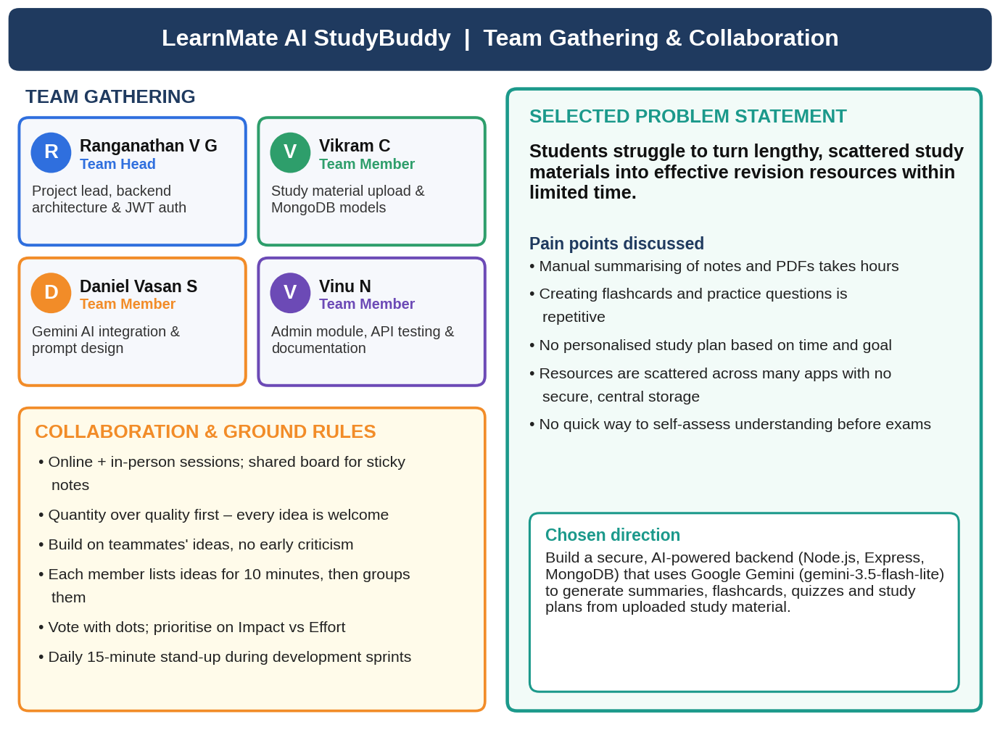 LearnMate AI StudyBuddy | Team Gathering & Collaboration
TEAM GATHERING
R
Ranganathan V G
Team Head
Project lead, backend
architecture & JWT auth
V
Vikram C
Team Member
Study material upload &
MongoDB models
D
Daniel Vasan S
Team Member
Gemini AI integration &
prompt design
V
Vinu N
Team Member
Admin module, API testing &
documentation
COLLABORATION & GROUND RULES
• Online + in-person sessions; shared board for sticky
notes
• Quantity over quality first – every idea is welcome
• Build on teammates' ideas, no early criticism
• Each member lists ideas for 10 minutes, then groups
them
• Vote with dots; prioritise on Impact vs Effort
• Daily 15-minute stand-up during development sprints
SELECTED PROBLEM STATEMENT
Students struggle to turn lengthy, scattered study
materials into effective revision resources within
limited time.
Pain points discussed
• Manual summarising of notes and PDFs takes hours
• Creating flashcards and practice questions is
repetitive
• No personalised study plan based on time and goal
• Resources are scattered across many apps with no
secure, central storage
• No quick way to self-assess understanding before exams
Chosen direction
Build a secure, AI-powered backend (Node.js, Express,
MongoDB) that uses Google Gemini (gemini-3.5-flash-lite)
to generate summaries, flashcards, quizzes and study
plans from uploaded study material.